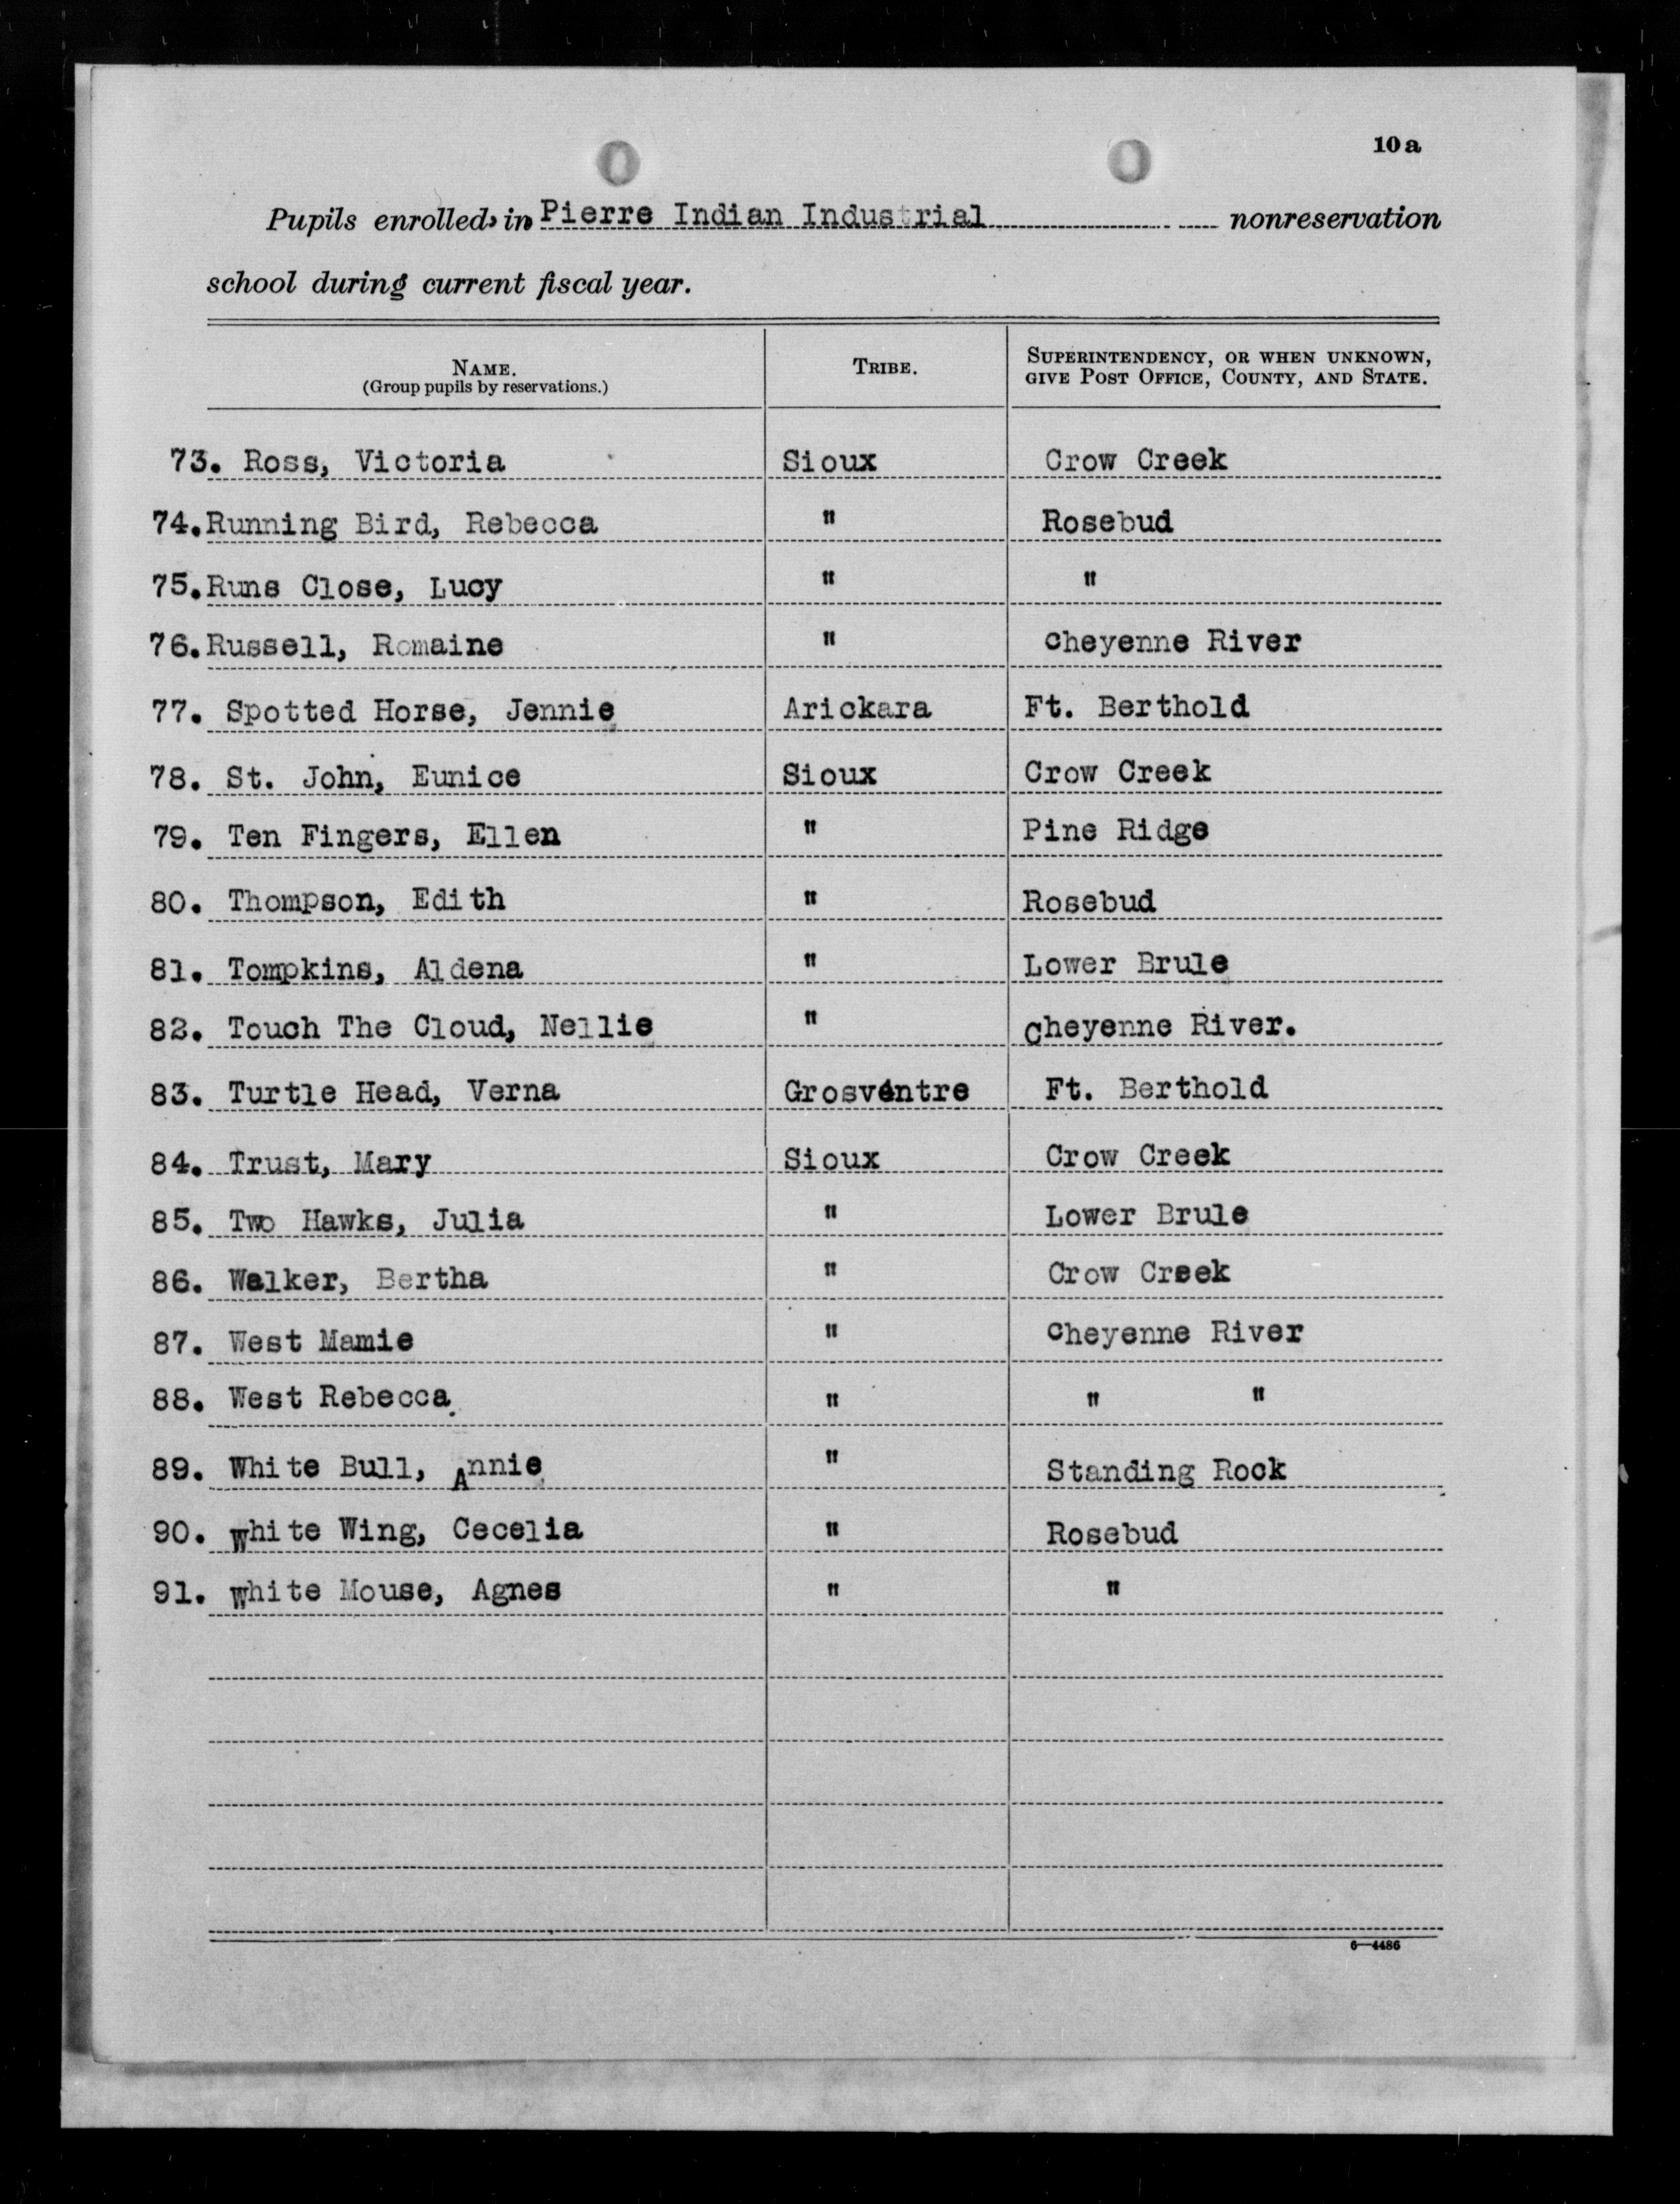 10a
Pupils enrolled in Pierre Indian Industrial nonreservation
school during current fiscal year.
NAME. TRIBE. SUPERINTENDENCY, OR WHEN UNKNOWN,
(Group pupils by reservations.) GIVE POST OFFICE, COUNTY, AND STATE.
73. Ross, Victoria Sioux Crow Creek
74. Running Bird, Rebecca " Rosebud
75. Runs Close, Lucy " "
76. Russell, Romaine " Cheyenne River
77. Spotted Horse, Jennie Arickara Ft. Berthold
78. St. John, Eunice Sioux Crow Creek
79. Ten Fingers, Ellen " Pine Ridge
80. Thompson, Edith " Rosebud
81. Tompkins, Aldena " Lower Brule
82. Touch The Cloud, Nellie " Cheyenne River.
83. Turtle Head, Verna Grosventre Ft. Berthold
84. Trust, Mary Sioux Crow Creek
85. Two Hawks, Julia " Lower Brule
86. Walker, Bertha " Crow Creek
87. West Mamie " Cheyenne River
88. West Rebecca " " "
89. White Bull, Annie " Standing Rock
90. White Wing, Cecelia " Rosebud
91. White Mouse, Agnes " "
6—4486